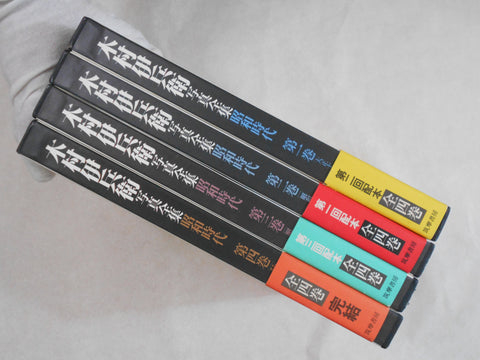 木村伊兵衛写真全集昭和時代 第一巻
第二回配本 全四巻 筑摩書房
木村伊兵衛写真全集昭和時代 第二巻
第一回配本 全四巻 筑摩書房
木村伊兵衛写真全集昭和時代 第三巻
第三回配本 全四巻 筑摩書房
木村伊兵衛写真全集昭和時代 第四巻
全四巻 完結 筑摩書房